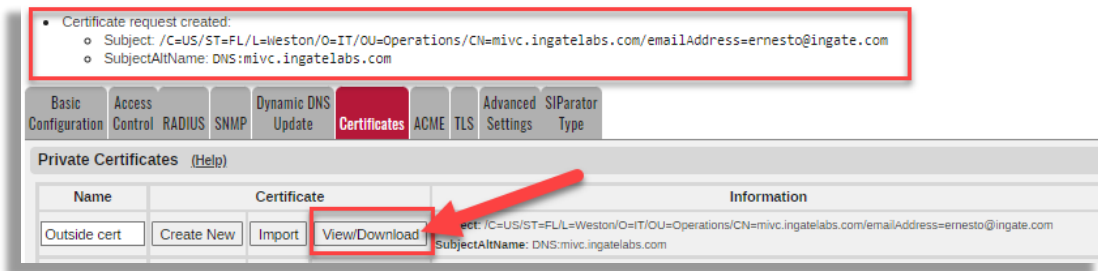 Certificate request created:
Subject: /C=US/ST=FL/L=Weston/O=IT/OU=Operations/CN=mivc.ingatelabs.com/emailAddress=ernesto@ingate.com
SubjectAltName: DNS:mivc.ingatelabs.com
Basic Configuration
Access Control
RADIUS
SNMP
Dynamic DNS Update
Certificates
ACME
TLS
Advanced Settings
SIParator Type
Private Certificates (Help)
Name Certificate Information
Outside cert Create New Import View/Download ect: /C=US/ST=FL/L=Weston/O=IT/OU=Operations/CN=mivc.ingatelabs.com/emailAddress=ernesto@ingate.com
SubjectAltName: DNS:mivc.ingatelabs.com